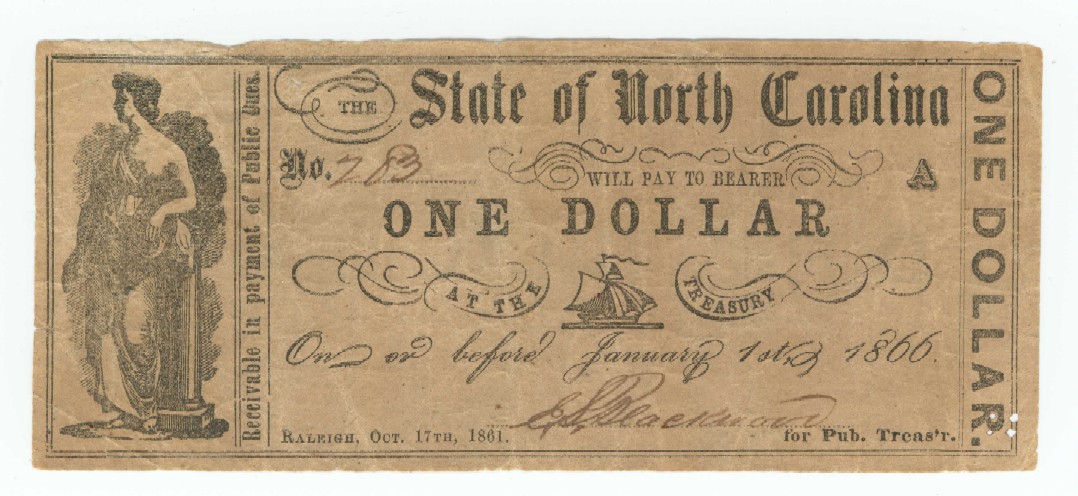 Receivable in payment of Public Dues.
THE State of North Carolina
No. 783
WILL PAY TO BEARER
A
ONE DOLLAR
AT THE TREASURY
On or before January 1st, 1866.
RALEIGH, OCT. 17TH, 1861.
for Pub. Treas'r.
ONE DOLLAR.